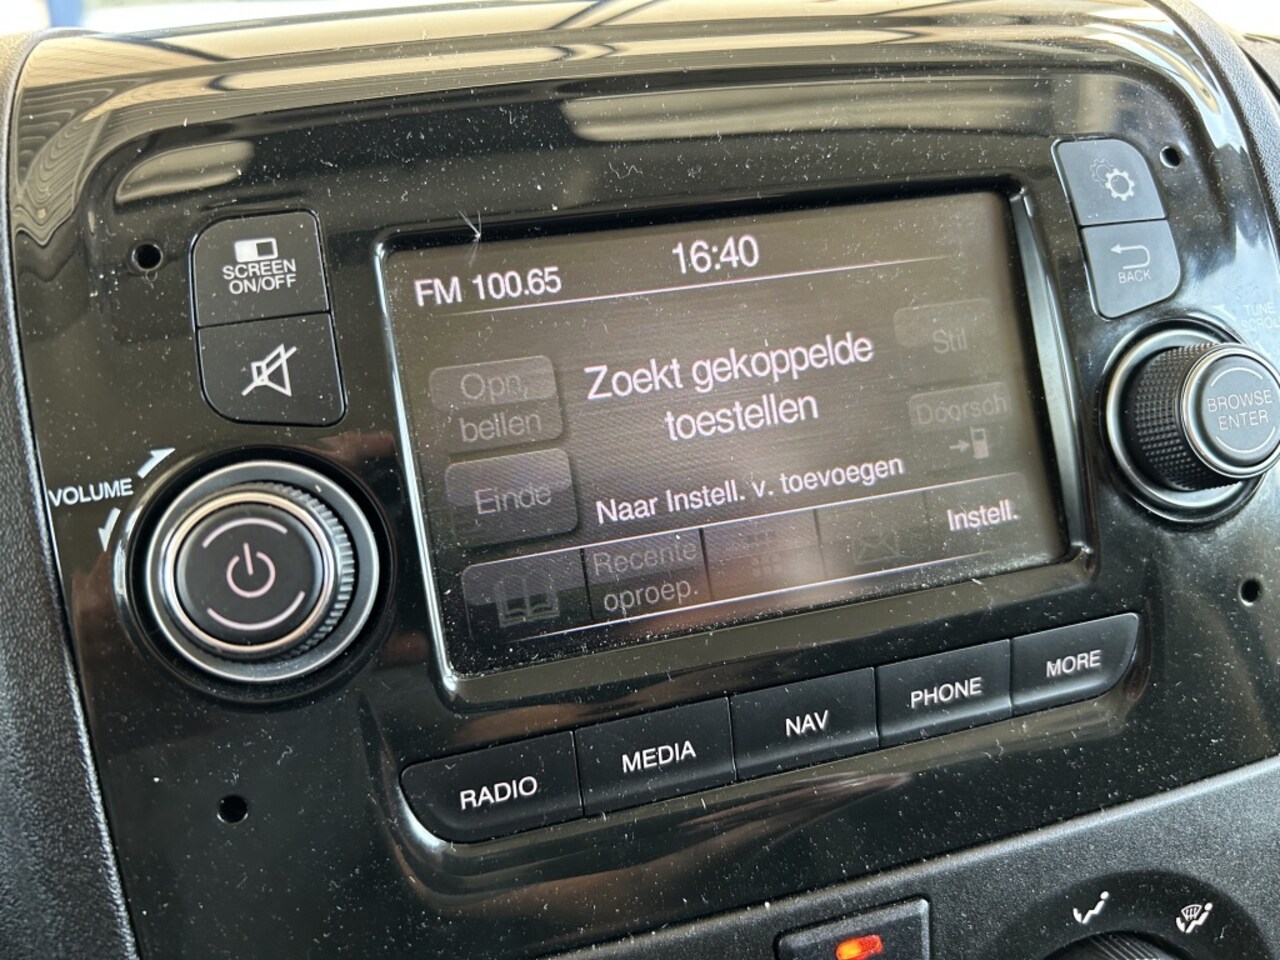 SCREEN
ON/OFF
FM 100.65
16:40
BACK
TUNE
VOLUME
Opn,
bellen
Zoekt gekoppelde
toestellen
Stil
Doorsch
BROWSE
ENTER
Einde
Naar Instell. v. toevoegen
Recente
oproep.
Instell.
RADIO
MEDIA
NAV
PHONE
MORE